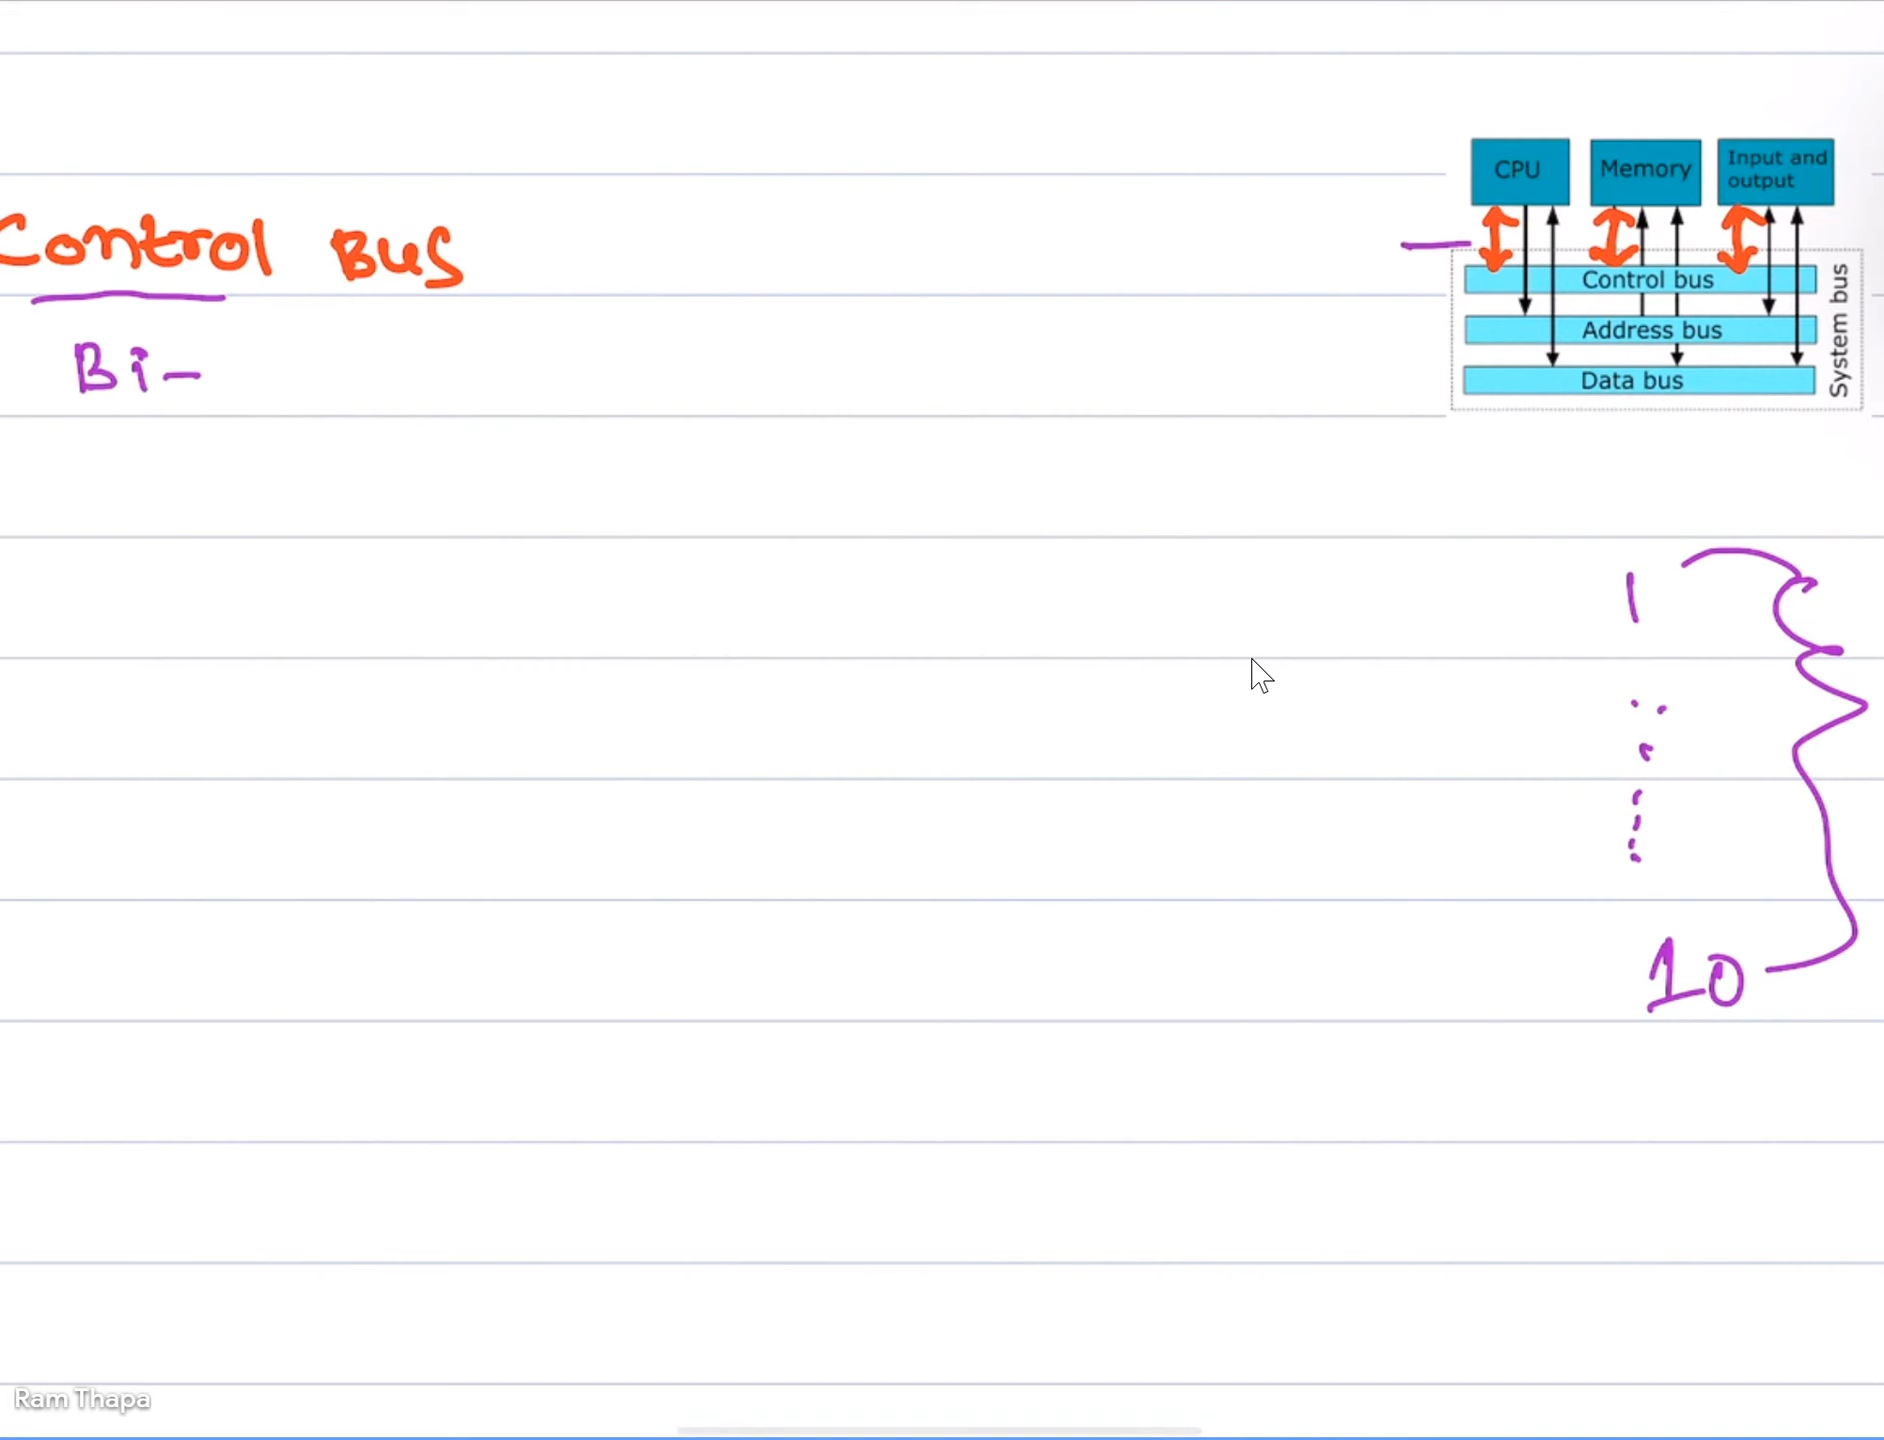 Control Bus
Bi-
CPU
Memory
Input and
output
Control bus
Address bus
Data bus
System bus
1
10
Ram Thapa